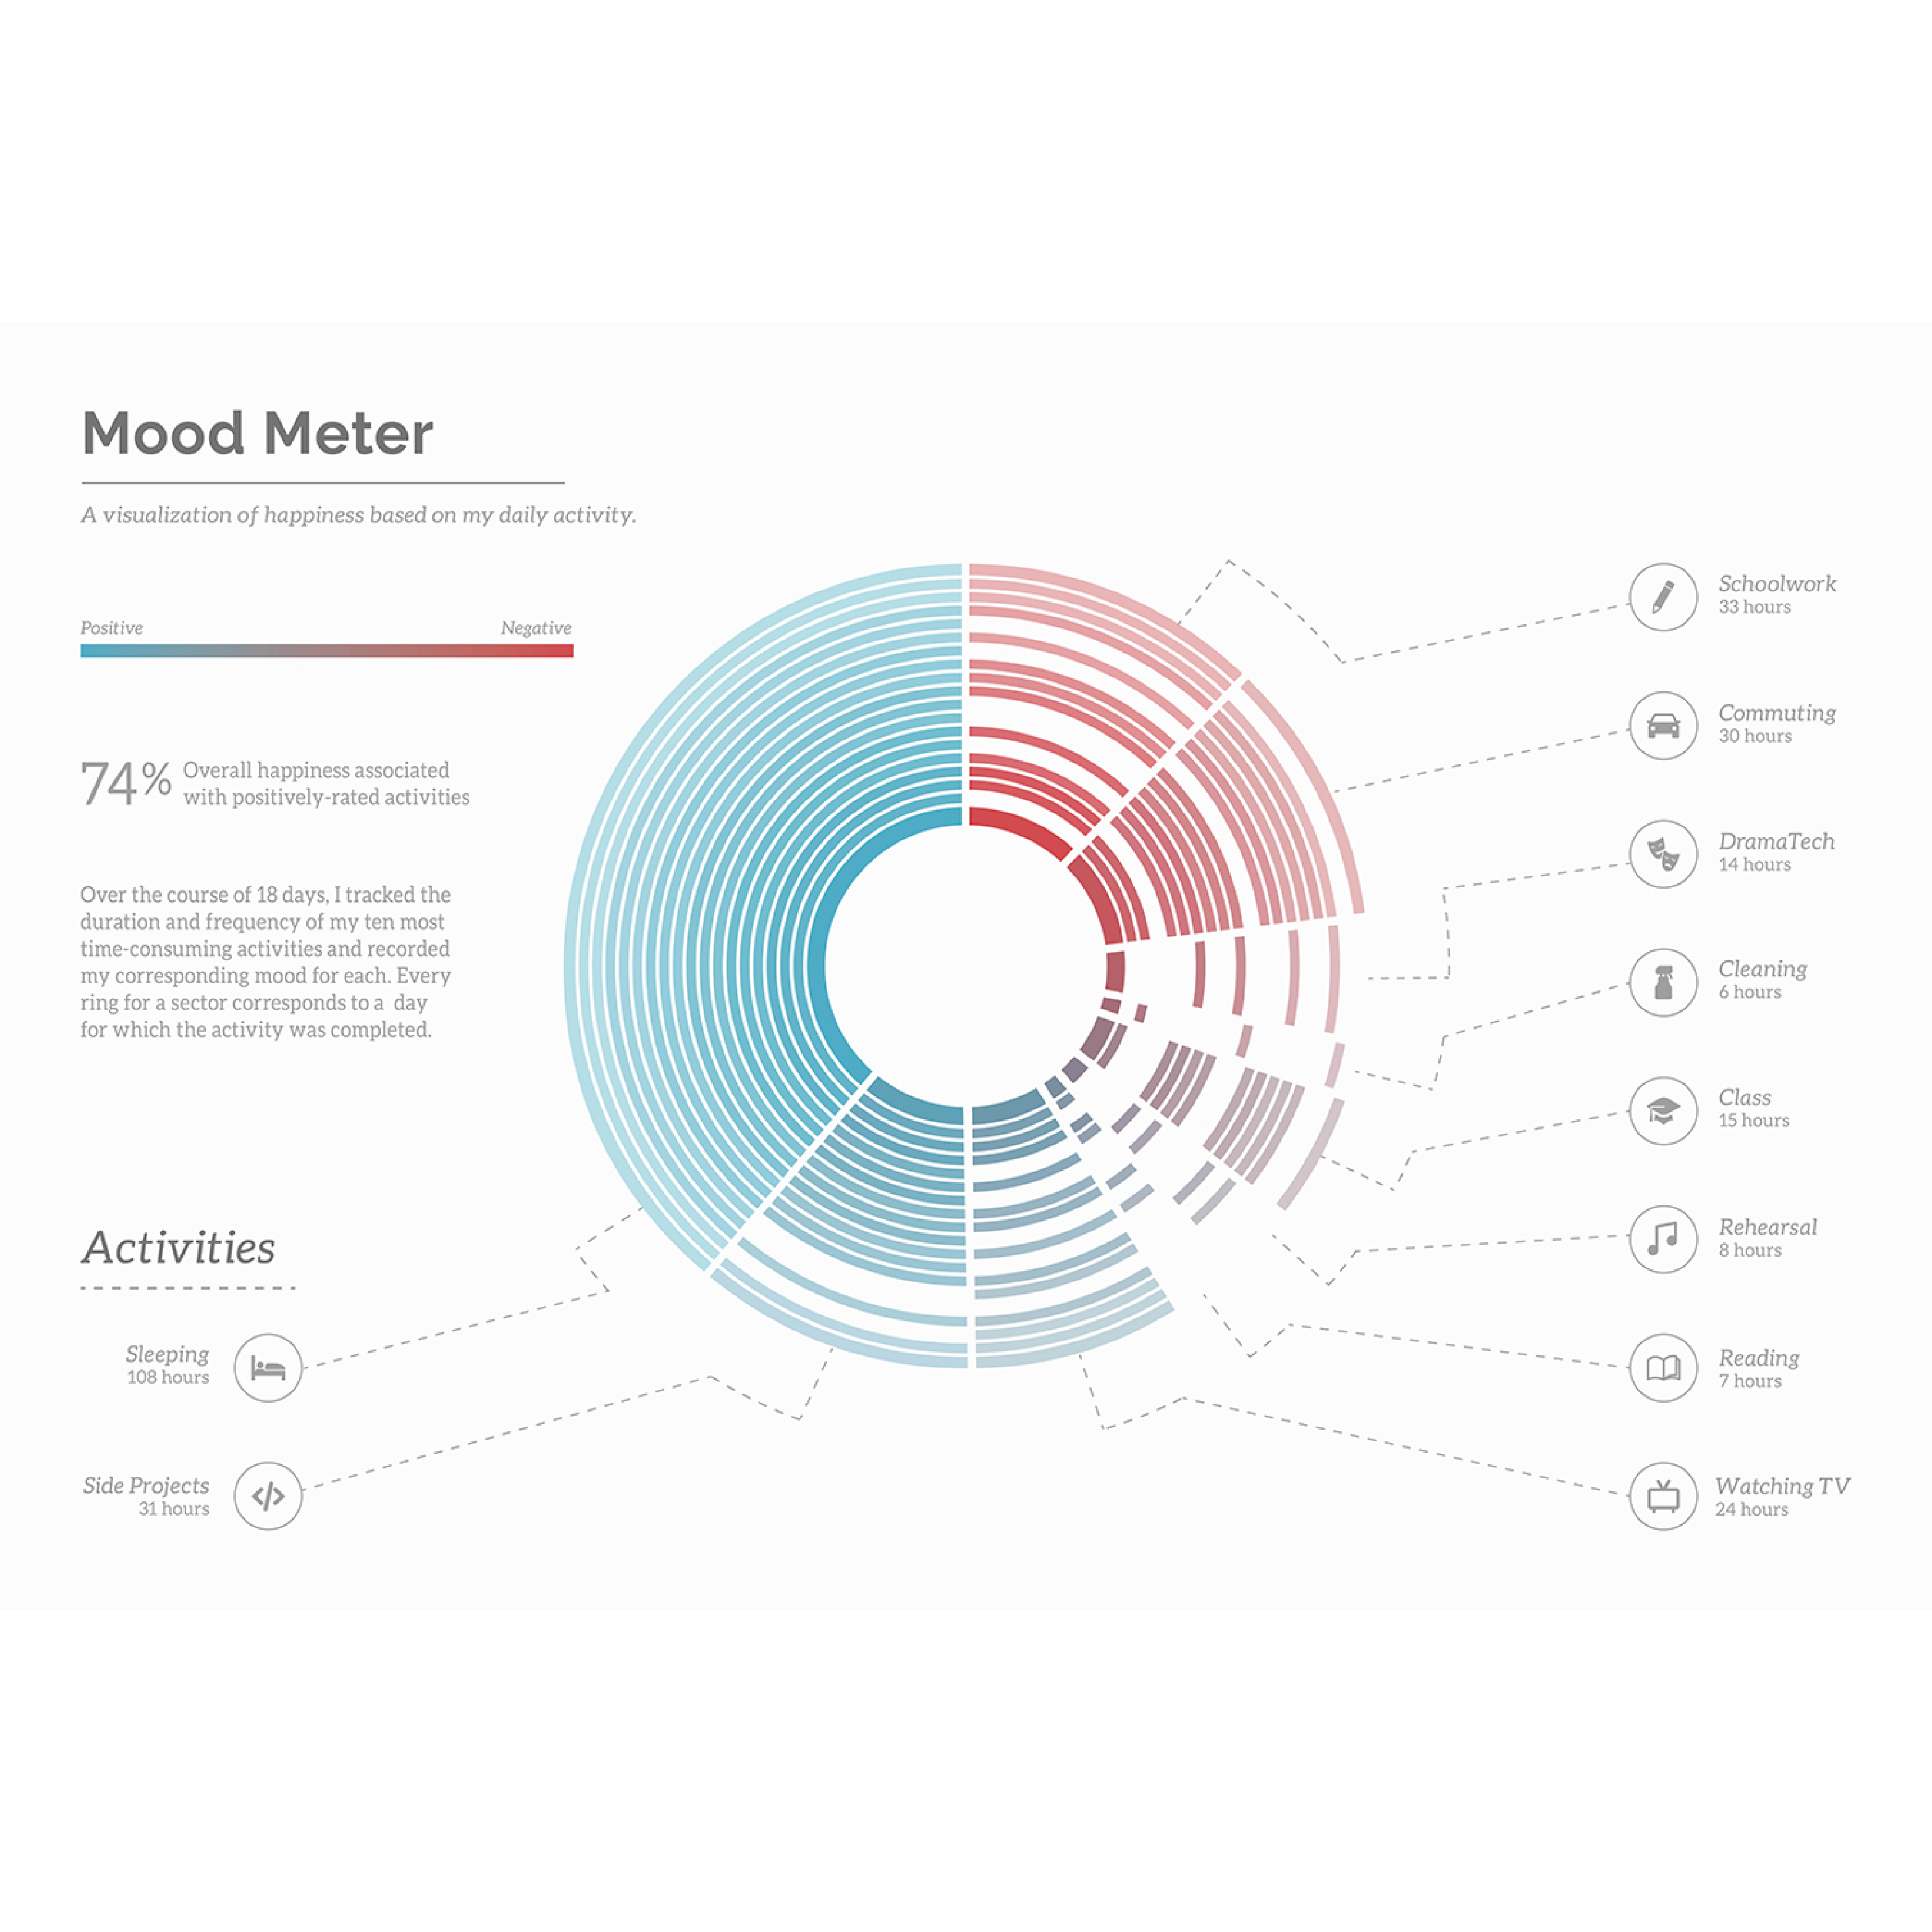 Mood Meter
A visualization of happiness based on my daily activity.
Positive
Negative
74%
Overall happiness associated
with positively-rated activities
Over the course of 18 days, I tracked the
duration and frequency of my ten most
time-consuming activities and recorded
my corresponding mood for each. Every
ring for a sector corresponds to a day
for which the activity was completed.
Activities
Sleeping
108 hours
Side Projects
31 hours
Schoolwork
33 hours
Commuting
30 hours
DramaTech
14 hours
Cleaning
6 hours
Class
15 hours
Rehearsal
8 hours
Reading
7 hours
Watching TV
24 hours